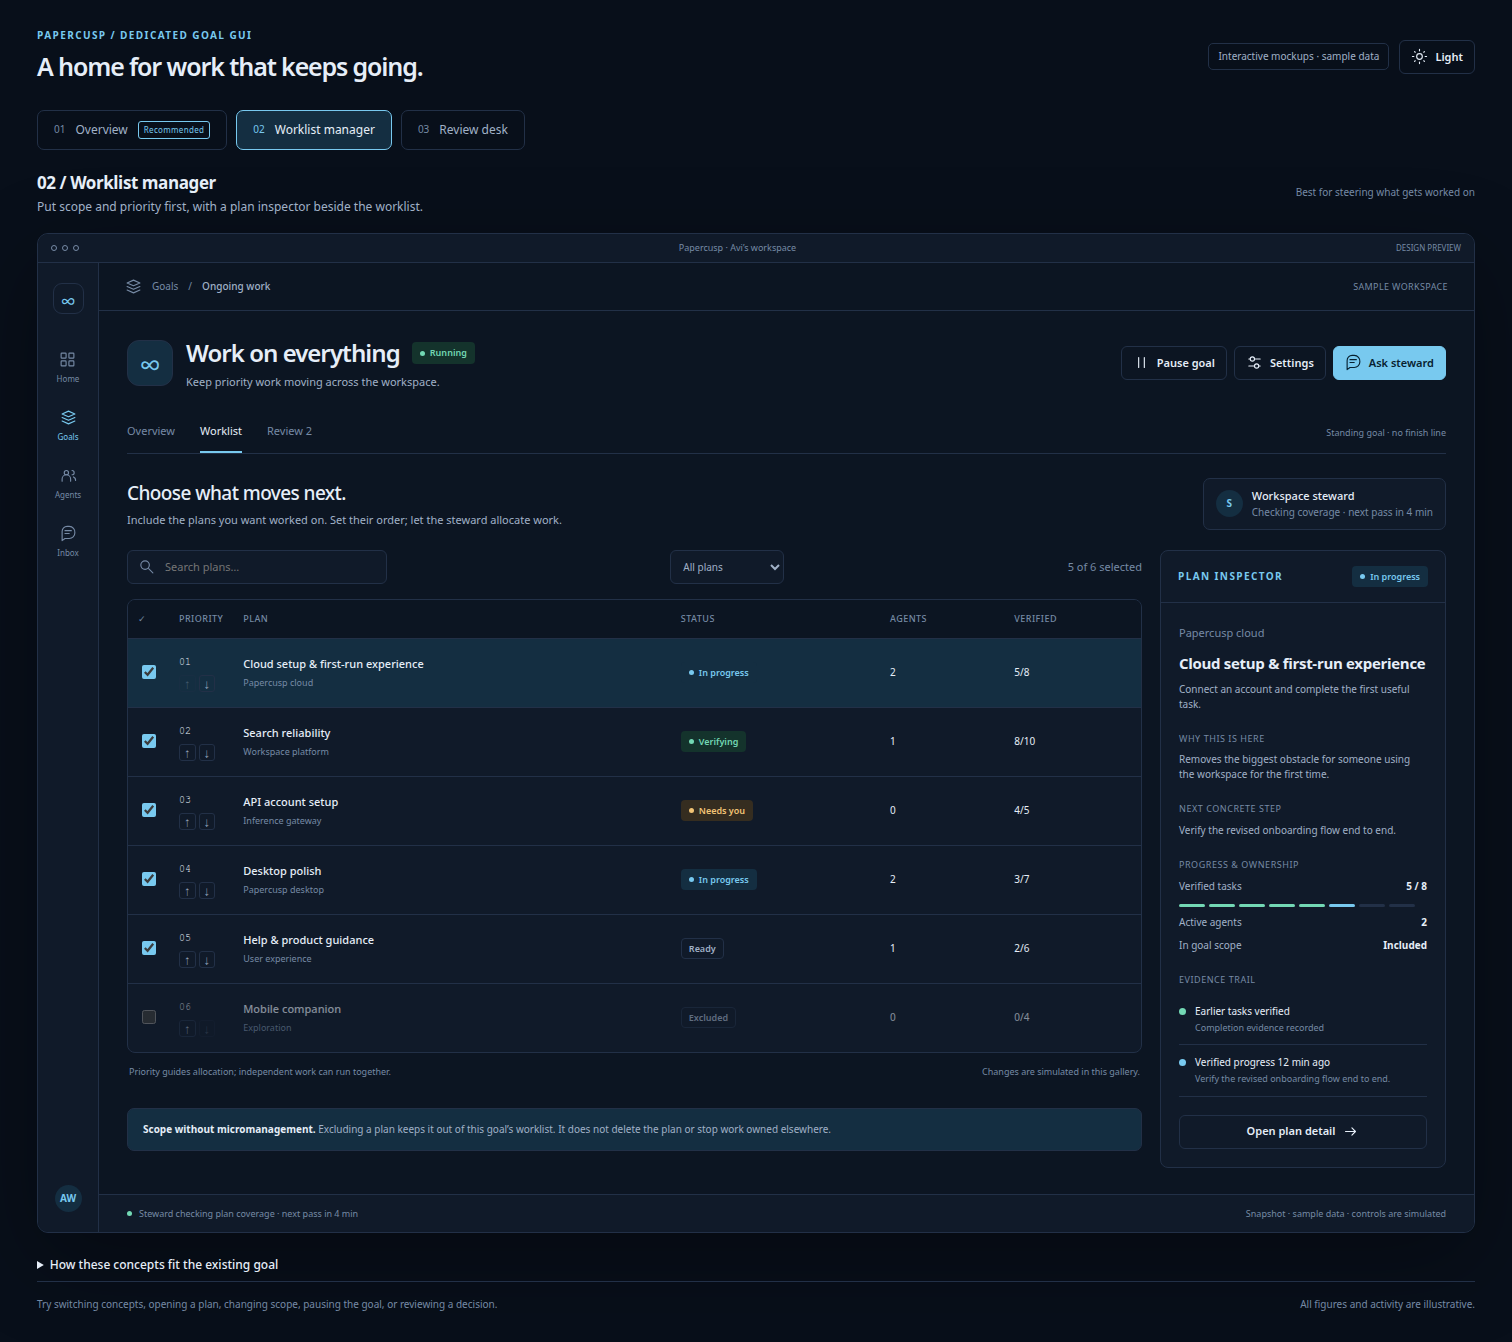 PAPERCUSP / DEDICATED GOAL GUI
A home for work that keeps going.
Interactive mockups · sample data
Light
01 Overview Recommended
02 Worklist manager
03 Review desk
02 / Worklist manager
Put scope and priority first, with a plan inspector beside the worklist.
Best for steering what gets worked on
Papercusp · Avi's workspace
DESIGN PREVIEW
Goals / Ongoing work
SAMPLE WORKSPACE
Home
Goals
Agents
Inbox
AW
Work on everything
Running
Keep priority work moving across the workspace.
Pause goal
Settings
Ask steward
Overview
Worklist
Review 2
Standing goal · no finish line
Choose what moves next.
Include the plans you want worked on. Set their order; let the steward allocate work.
S
Workspace steward
Checking coverage · next pass in 4 min
Search plans...
All plans
5 of 6 selected
✓ PRIORITY PLAN STATUS AGENTS VERIFIED
01 Cloud setup & first-run experience In progress 2 5/8
↑ ↓ Papercusp cloud
02 Search reliability Verifying 1 8/10
↑ ↓ Workspace platform
03 API account setup Needs you 0 4/5
↑ ↓ Inference gateway
04 Desktop polish In progress 2 3/7
↑ ↓ Papercusp desktop
05 Help & product guidance Ready 1 2/6
↑ ↓ User experience
06 Mobile companion Excluded 0 0/4
↑ ↓ Exploration
Priority guides allocation; independent work can run together.
Changes are simulated in this gallery.
Scope without micromanagement. Excluding a plan keeps it out of this goal's worklist. It does not delete the plan or stop work owned elsewhere.
PLAN INSPECTOR
In progress
Papercusp cloud
Cloud setup & first-run experience
Connect an account and complete the first useful
task.
WHY THIS IS HERE
Removes the biggest obstacle for someone using
the workspace for the first time.
NEXT CONCRETE STEP
Verify the revised onboarding flow end to end.
PROGRESS & OWNERSHIP
Verified tasks 5 / 8
Active agents 2
In goal scope Included
EVIDENCE TRAIL
Earlier tasks verified
Completion evidence recorded
Verified progress 12 min ago
Verify the revised onboarding flow end to end.
Open plan detail →
Steward checking plan coverage · next pass in 4 min
Snapshot · sample data · controls are simulated
How these concepts fit the existing goal
Try switching concepts, opening a plan, changing scope, pausing the goal, or reviewing a decision.
All figures and activity are illustrative.